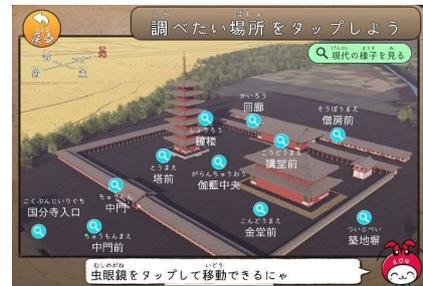 戻る
調べたい場所をタップしよう
現代の様子を見る
回廊
鐘楼
僧房前
講堂前
塔前
伽藍中央
国分寺入口
中門
中門前
金堂前
築地塀
虫眼鏡をタップして移動できるにゃ